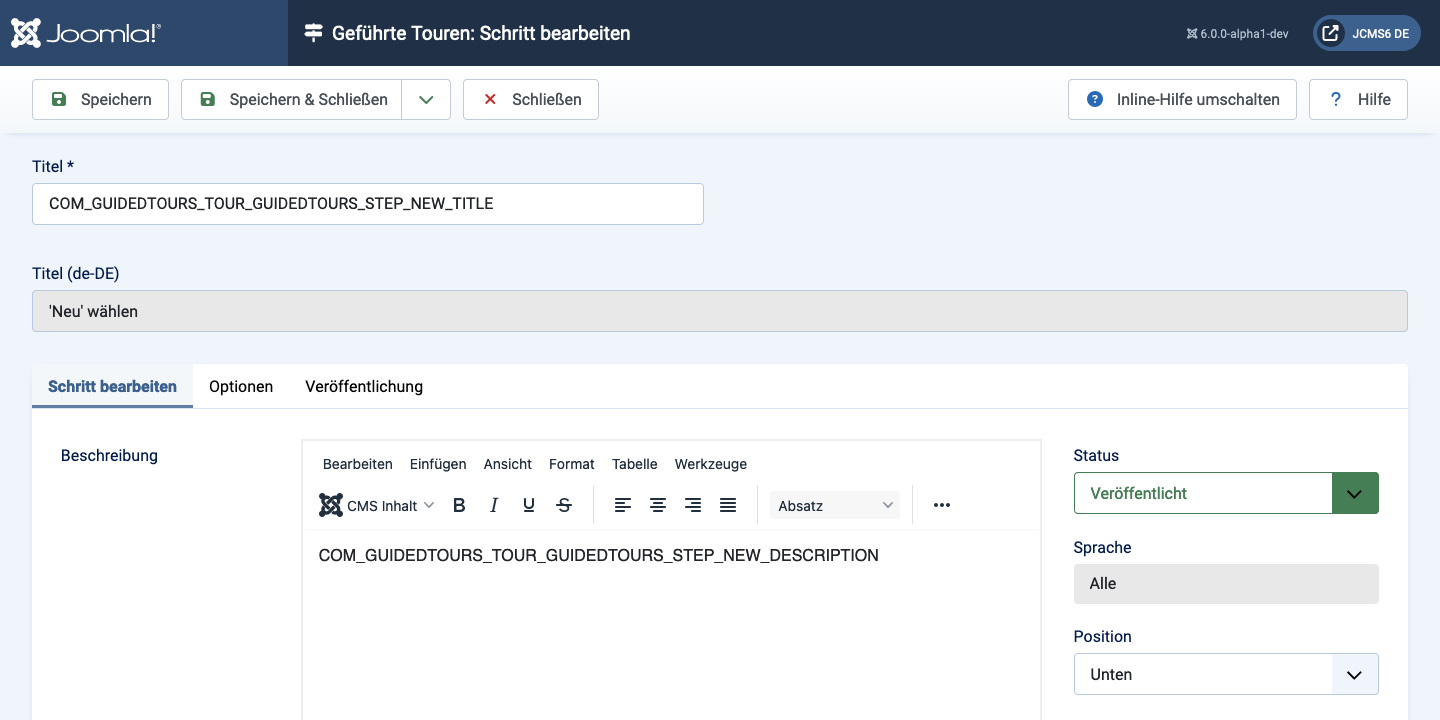 Joomla!®
Geführte Touren: Schritt bearbeiten
6.0.0-alpha1-dev
JCMS6 DE
Speichern
Speichern & Schließen
Schließen
Inline-Hilfe umschalten
? Hilfe
Titel *
COM_GUIDEDTOURS_TOUR_GUIDEDTOURS_STEP_NEW_TITLE
Titel (de-DE)
'Neu' wählen
Schritt bearbeiten Optionen Veröffentlichung
Beschreibung
Bearbeiten Einfügen Ansicht Format Tabelle Werkzeuge
CMS Inhalt B I U S Absatz ...
COM_GUIDEDTOURS_TOUR_GUIDEDTOURS_STEP_NEW_DESCRIPTION
Status
Veröffentlicht
Sprache
Alle
Position
Unten